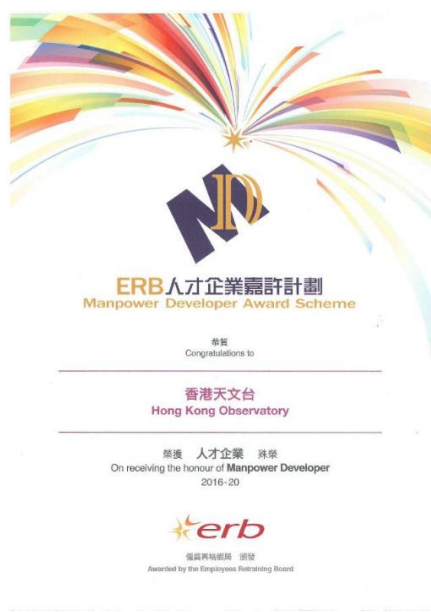 MD
ERB人才企業嘉許計劃
Manpower Developer Award Scheme
恭賀
Congratulations to
香港天文台
Hong Kong Observatory
榮獲 人才企業 殊榮
On receiving the honour of Manpower Developer
2016-20
erb
僱員再培訓局 頒發
Awarded by the Employees Retraining Board